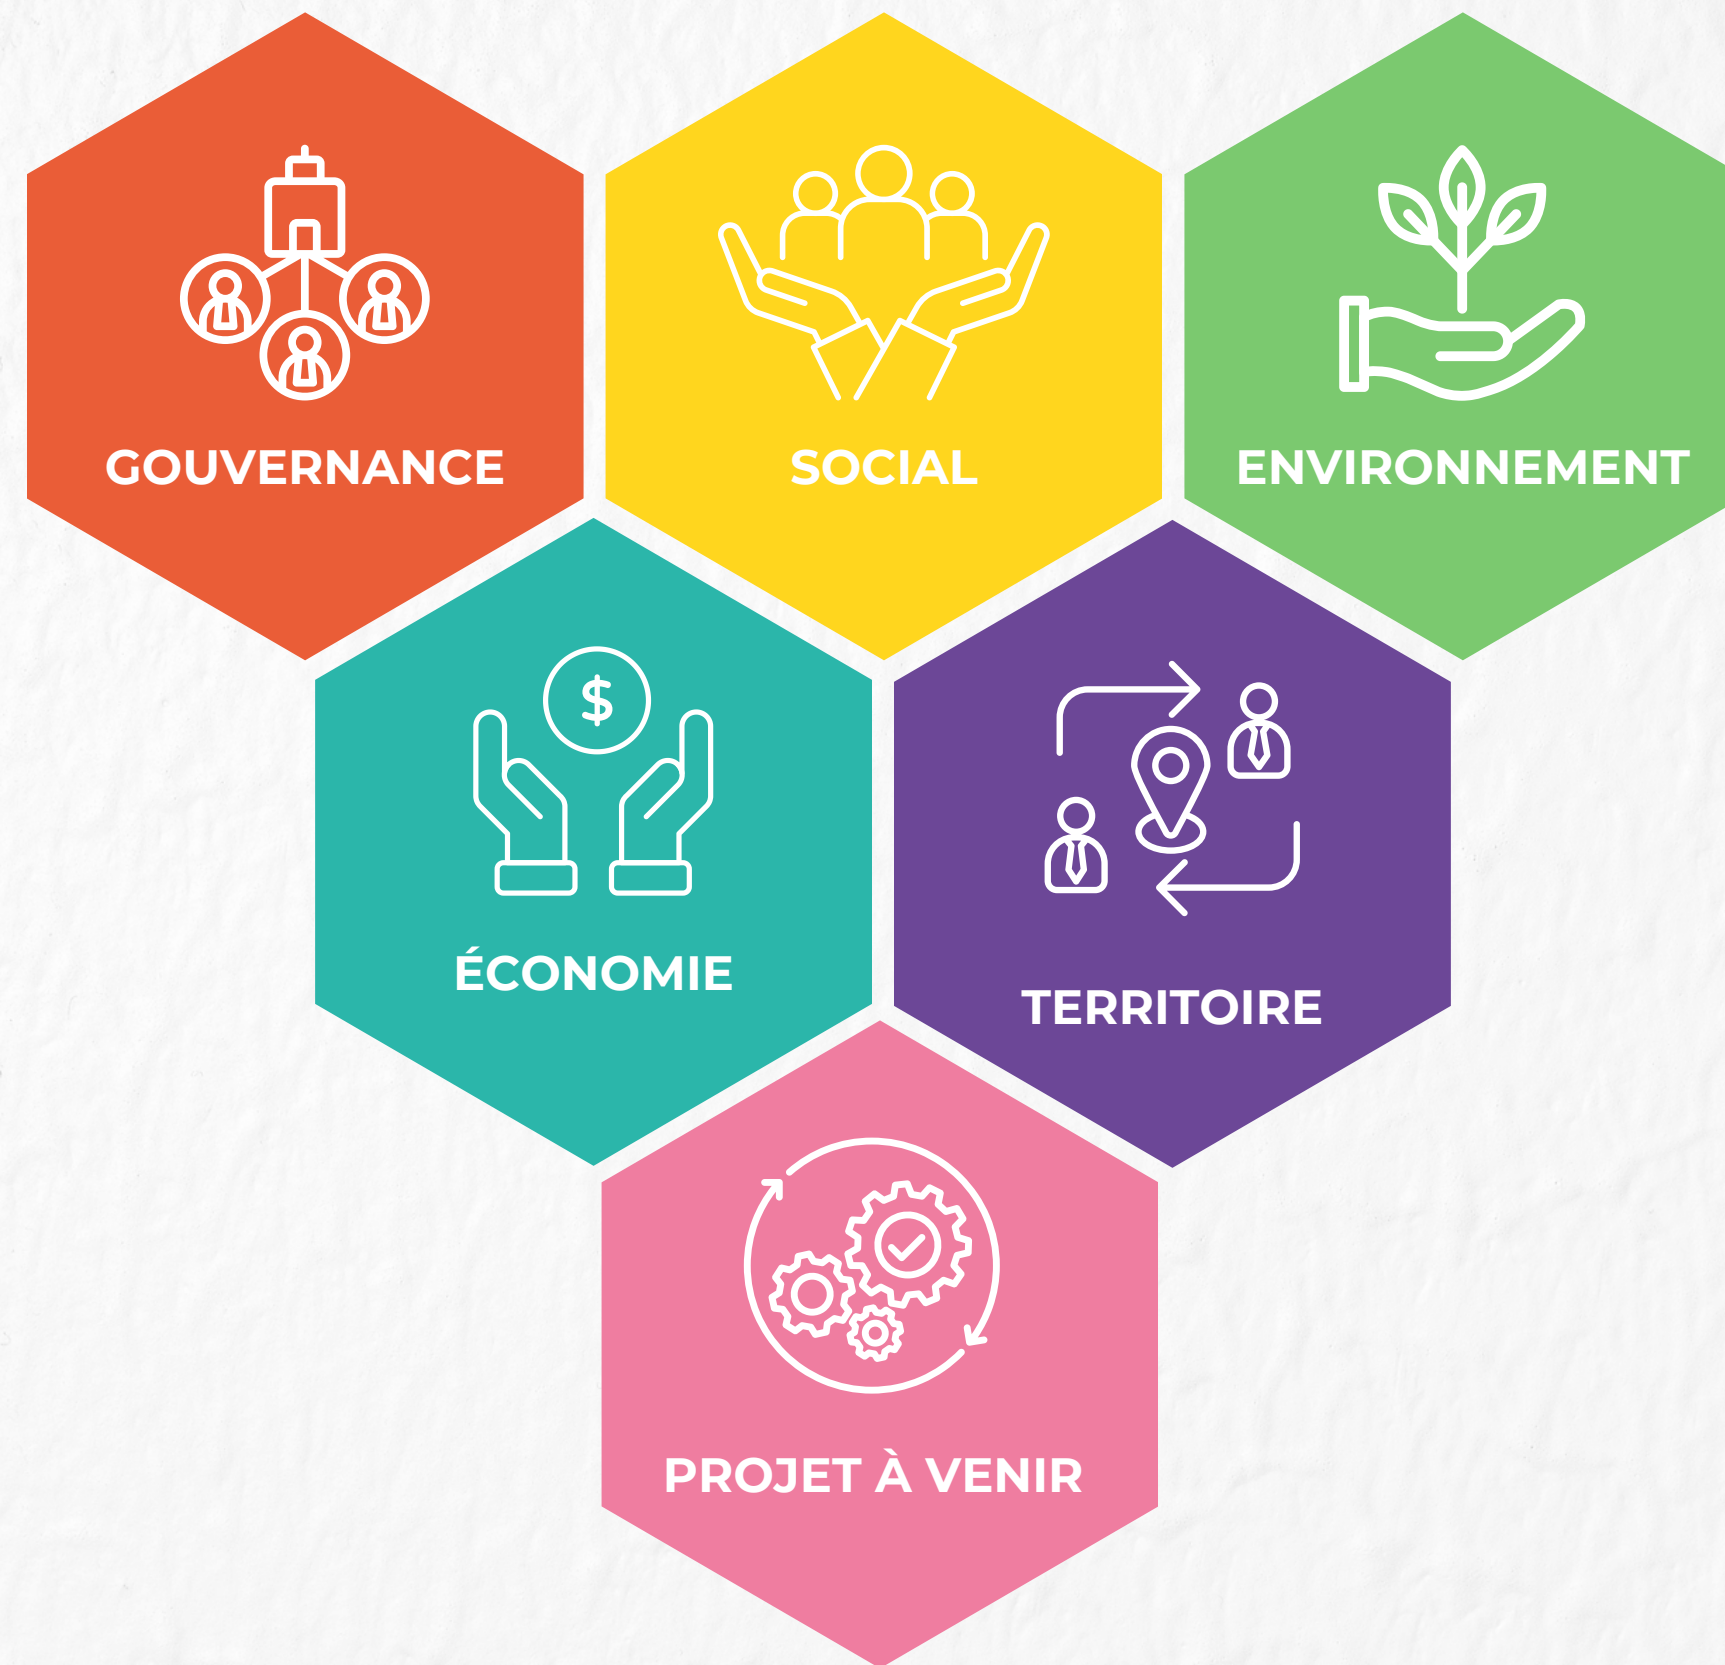 GOUVERNANCE
SOCIAL
ENVIRONNEMENT
$
ÉCONOMIE
TERRITOIRE
PROJET À VENIR